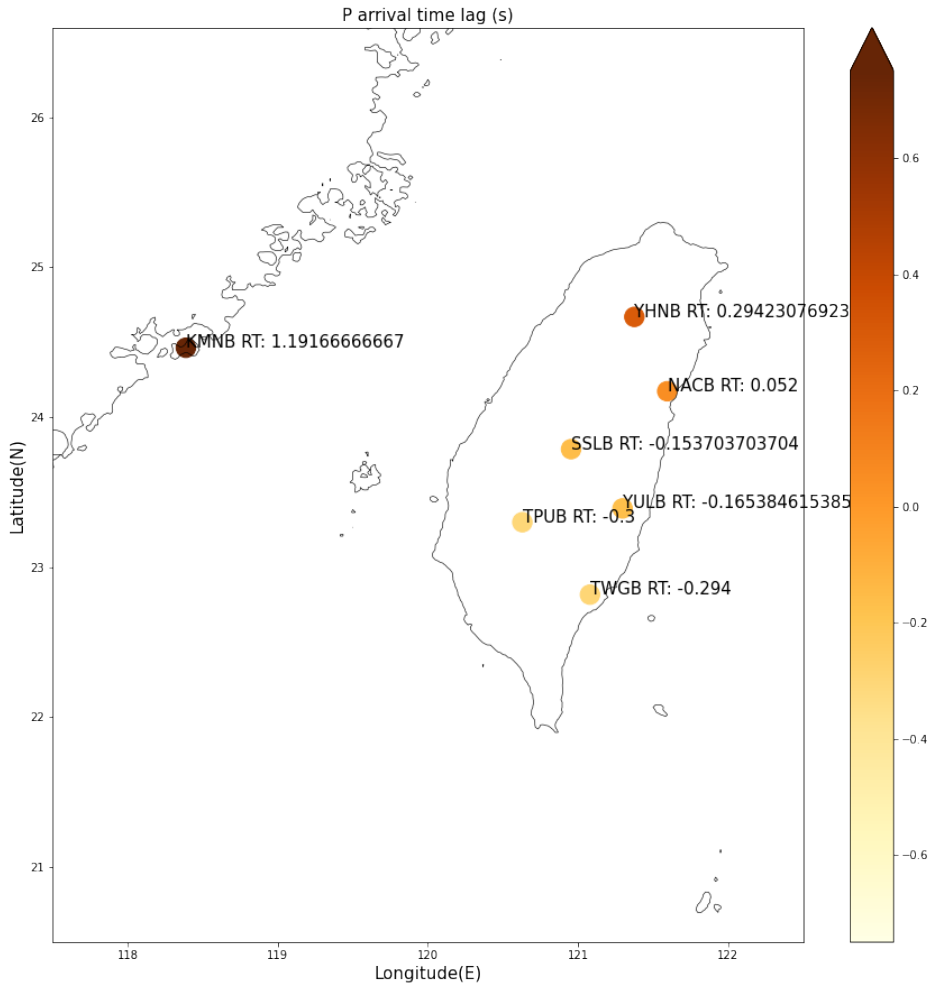 P arrival time lag (s)
26
25
24
23
22
21
Latitude(N)
118
119
120
121
122
Longitude(E)
YHNB RT: 0.29423076923
KMNB RT: 1.19166666667
NACB RT: 0.052
SSLB RT: -0.153703703704
YULB RT: -0.165384615385
TPUB RT: -0.3
TWGB RT: -0.294
0.6
0.4
0.2
0.0
−0.2
−0.4
−0.6